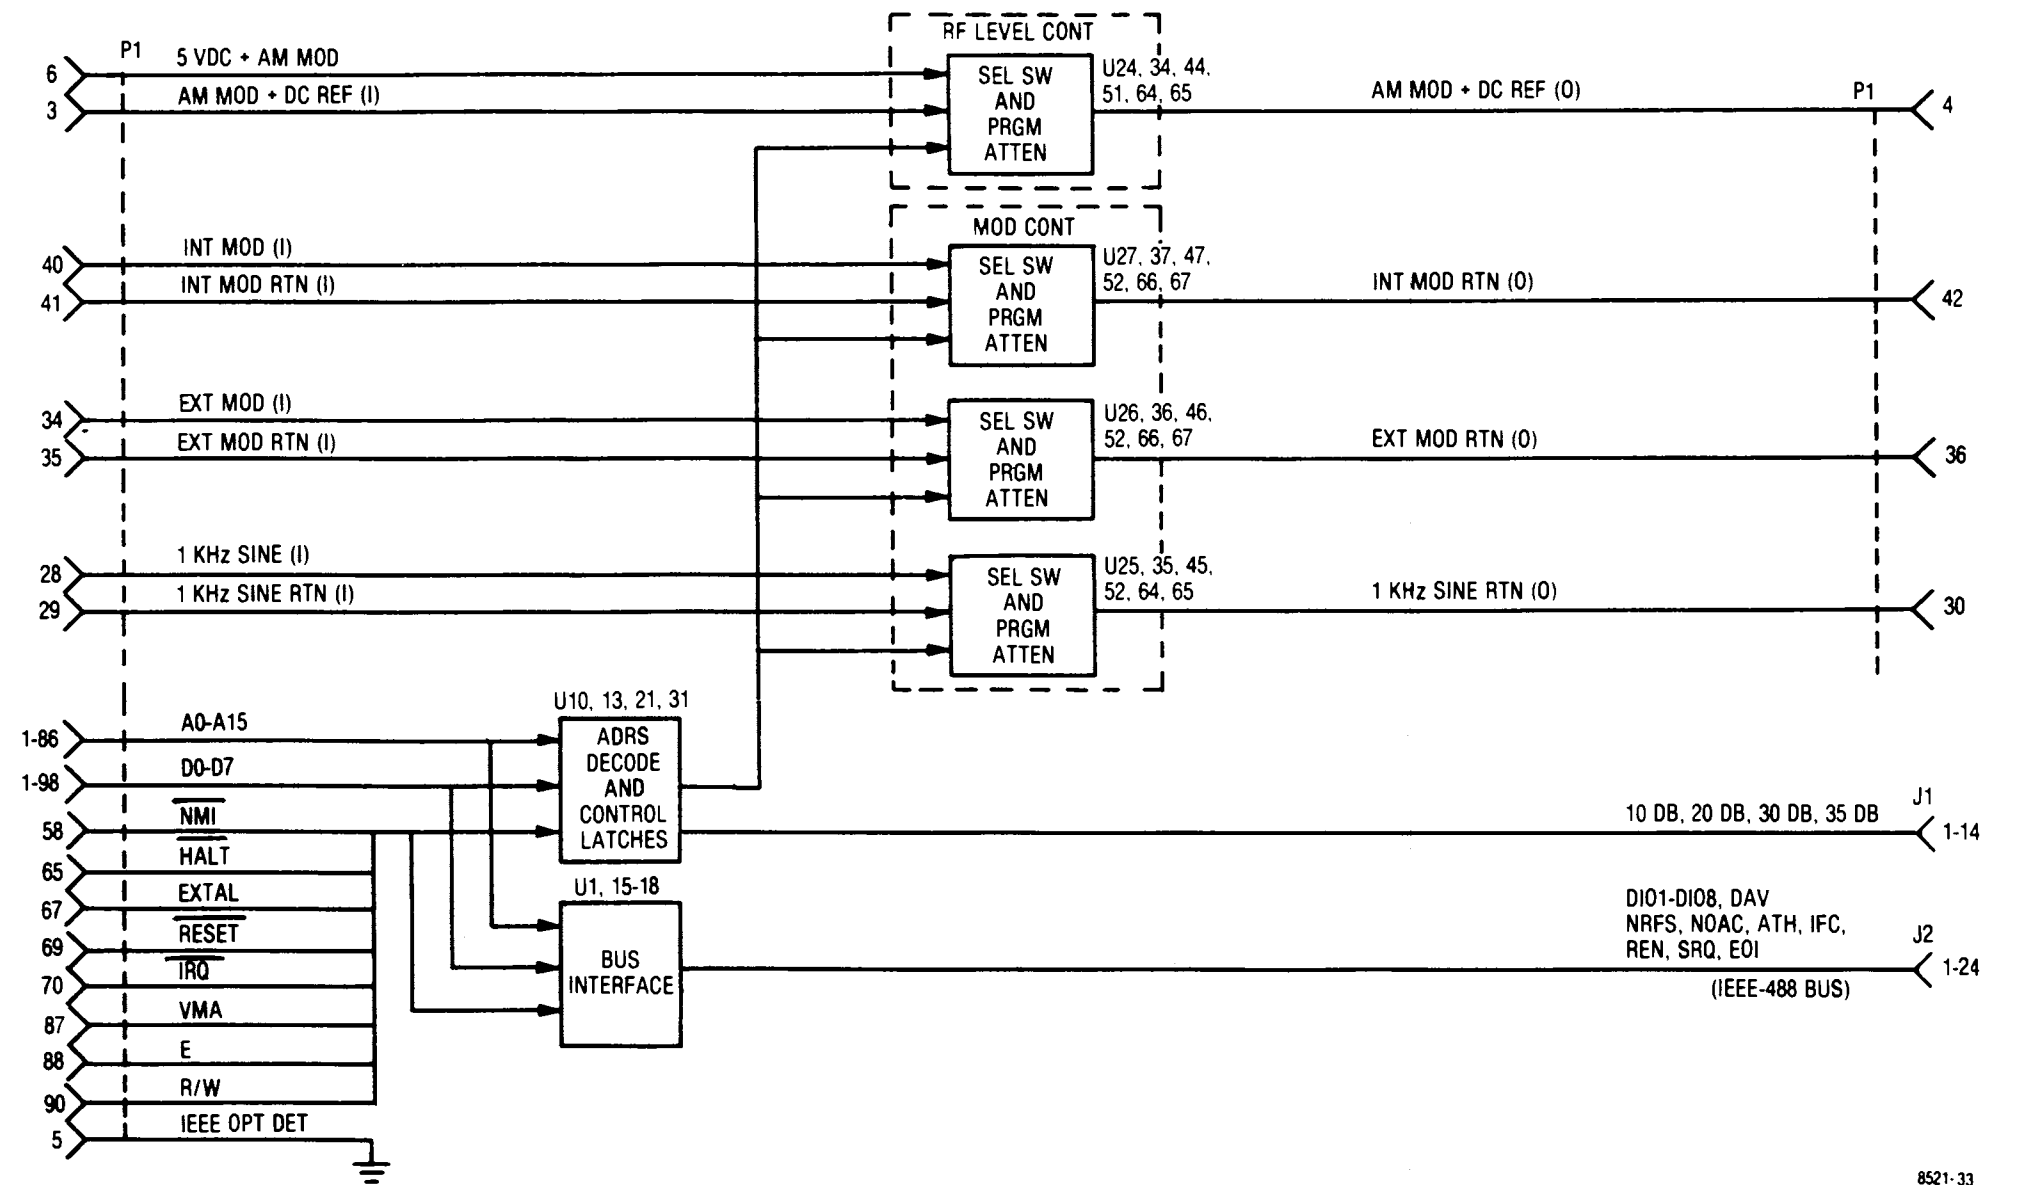 P1
6
5 VDC + AM MOD
3
AM MOD + DC REF (I)
RF LEVEL CONT
SEL SW
AND
PRGM
ATTEN
U24, 34, 44,
51, 64, 65
AM MOD + DC REF (O)
P1
4
MOD CONT
40
INT MOD (I)
41
INT MOD RTN (I)
SEL SW
AND
PRGM
ATTEN
U27, 37, 47,
52, 66, 67
INT MOD RTN (O)
42
34
EXT MOD (I)
35
EXT MOD RTN (I)
SEL SW
AND
PRGM
ATTEN
U26, 36, 46,
52, 66, 67
EXT MOD RTN (O)
36
28
1 KHz SINE (I)
29
1 KHz SINE RTN (I)
SEL SW
AND
PRGM
ATTEN
U25, 35, 45,
52, 64, 65
1 KHz SINE RTN (O)
30
1-86
A0-A15
1-98
D0-D7
58
NMI
65
HALT
67
EXTAL
69
RESET
70
IRQ
87
VMA
88
E
90
R/W
5
IEEE OPT DET
U10, 13, 21, 31
ADRS
DECODE
AND
CONTROL
LATCHES
10 DB, 20 DB, 30 DB, 35 DB
J1
1-14
U1, 15-18
BUS
INTERFACE
DIO1-DIO8, DAV
NRFS, NOAC, ATH, IFC,
REN, SRQ, EOI
J2
1-24
(IEEE-488 BUS)
8521-33